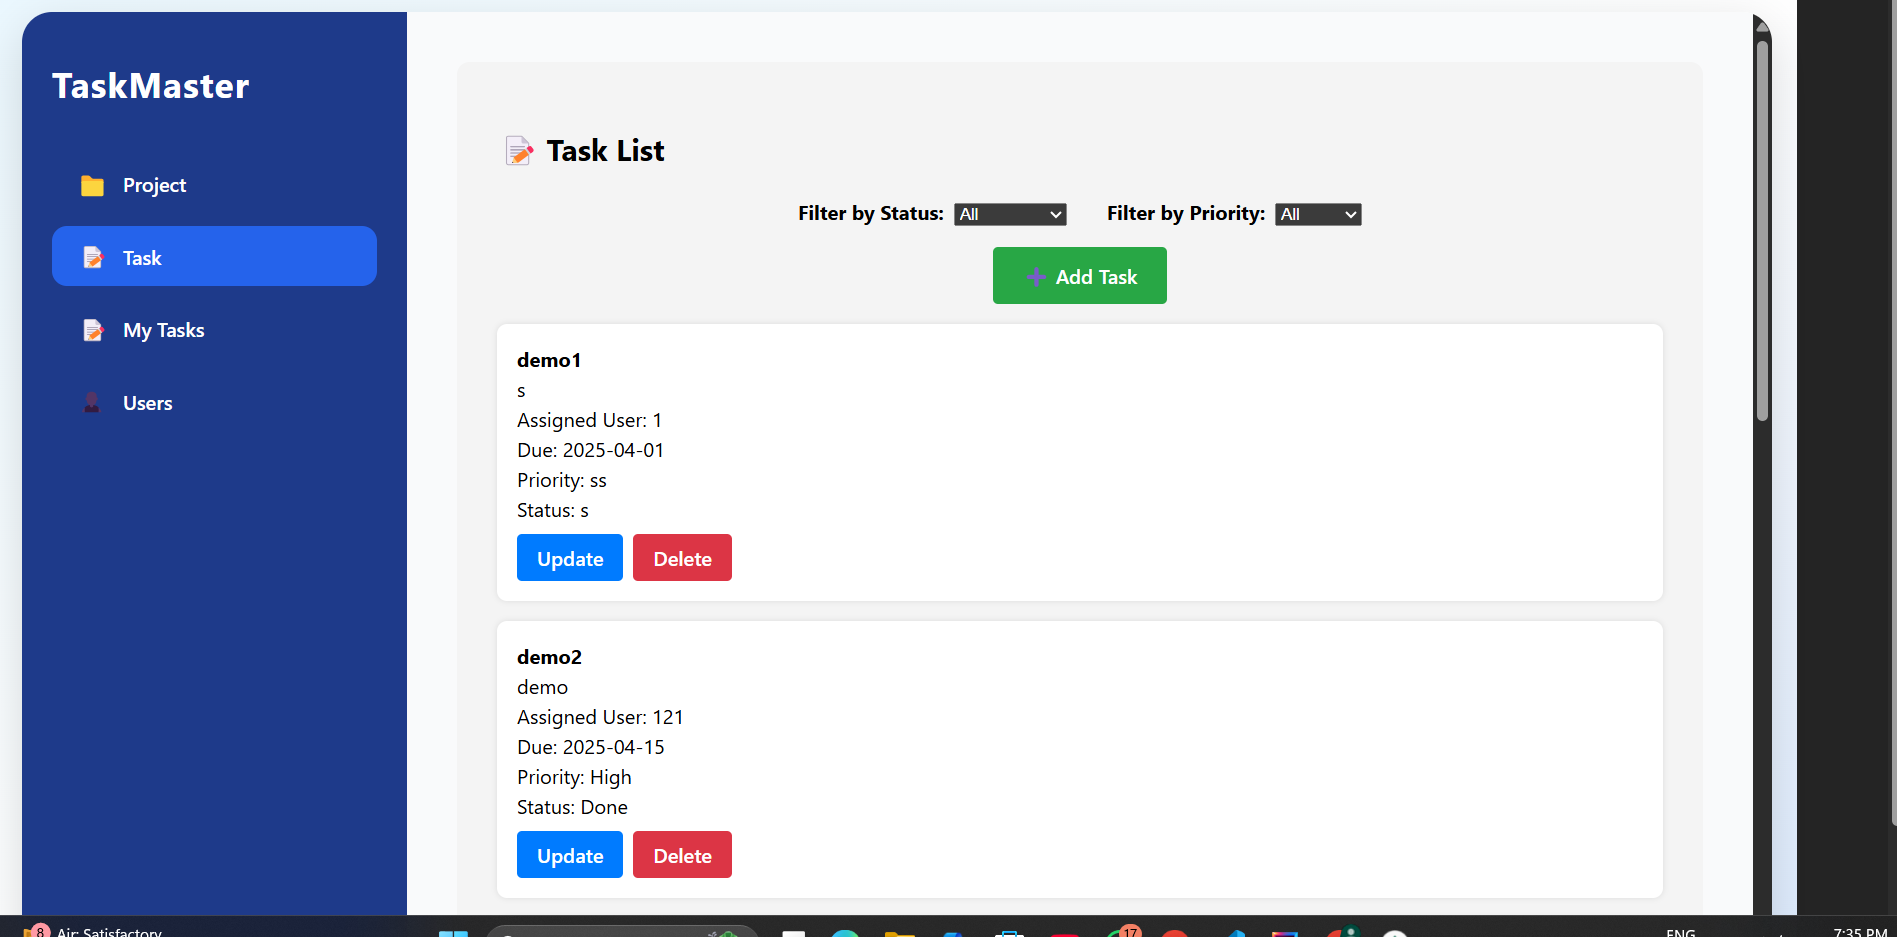 TaskMaster
Project
Task
My Tasks
Users
Task List
Filter by Status: All Filter by Priority: All
Add Task
demo1
s
Assigned User: 1
Due: 2025-04-01
Priority: ss
Status: s
Update Delete
demo2
demo
Assigned User: 121
Due: 2025-04-15
Priority: High
Status: Done
Update Delete
8 Air: Satisfactory 17 ENG 7:35 PM